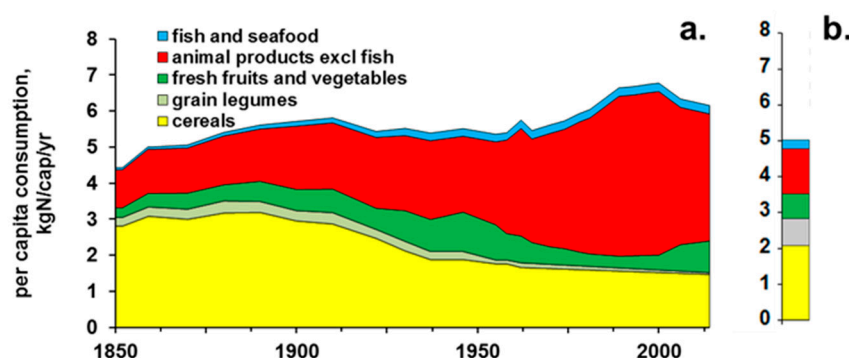 8
7
6
5
4
3
2
1
0
per capita consumption,
kgN/cap/yr
fish and seafood
animal products excl fish
fresh fruits and vegetables
grain legumes
cereals
a.
1850
1900
1950
2000
b.
8
7
6
5
4
3
2
1
0